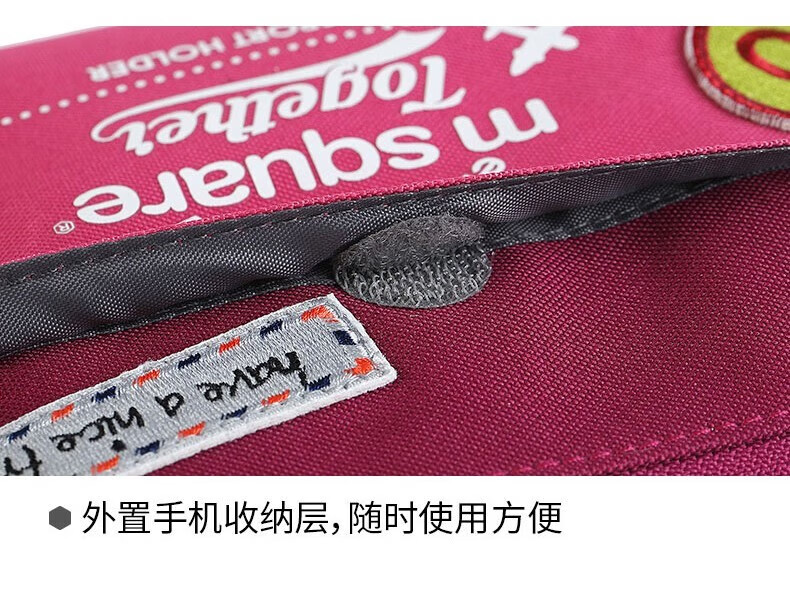 PORT HOLDER
Together
m square®
have a nice
外置手机收纳层，随时使用方便